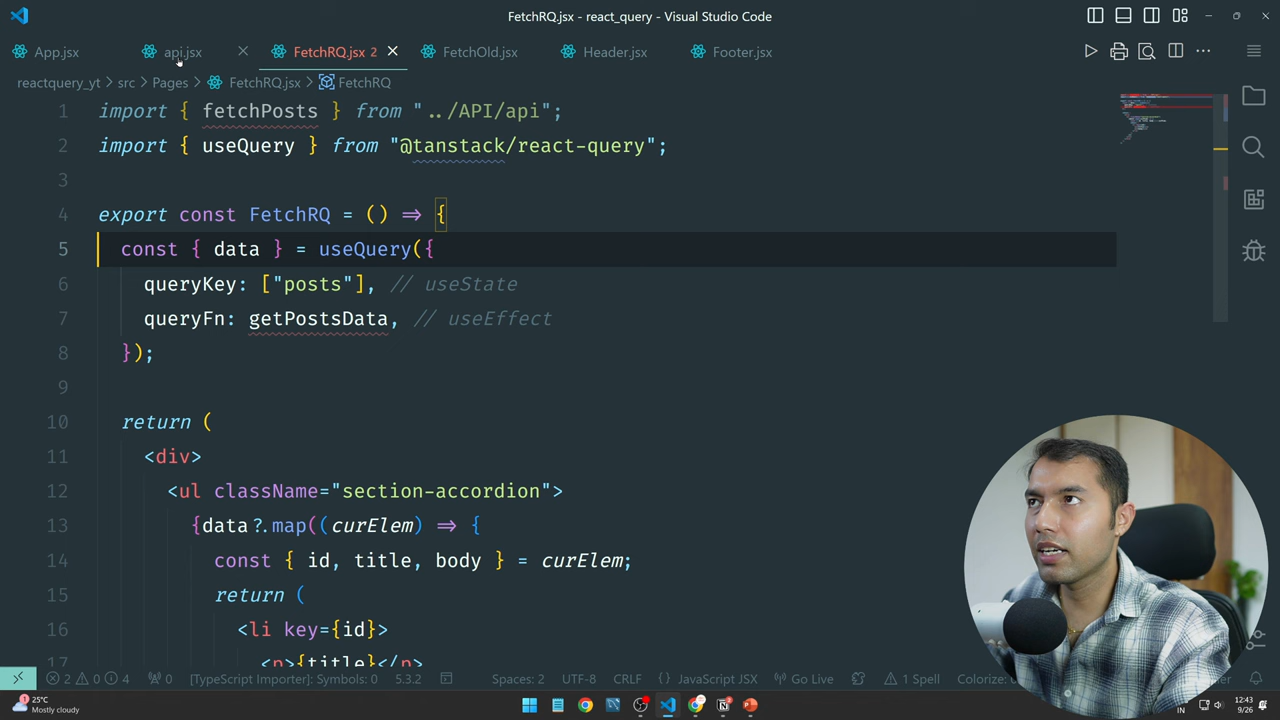 FetchRQ.jsx - react_query - Visual Studio Code
App.jsx
api.jsx
FetchRQ.jsx 2
FetchOld.jsx
Header.jsx
Footer.jsx
reactquery_yt > src > Pages > FetchRQ.jsx > FetchRQ
1 import { fetchPosts } from "../API/api";
2 import { useQuery } from "@tanstack/react-query";
3
4 export const FetchRQ = () => {
5 const { data } = useQuery({
6 queryKey: ["posts"], // useState
7 queryFn: getPostsData, // useEffect
8 });
9
10 return (
11 <div>
12 <ul className="section-accordion">
13 {data?.map((curElem) => {
14 const { id, title, body } = curElem;
15 return (
16 <li key={id}>
17 <p>{title}</p>
2 0 4 0 [TypeScript Importer]: Symbols: 0 5.3.2 Spaces: 2 UTF-8 CRLF { } JavaScript JSX Go Live 1 Spell Colorize: 0
25°C
Mostly cloudy
IN
12:43
9/26